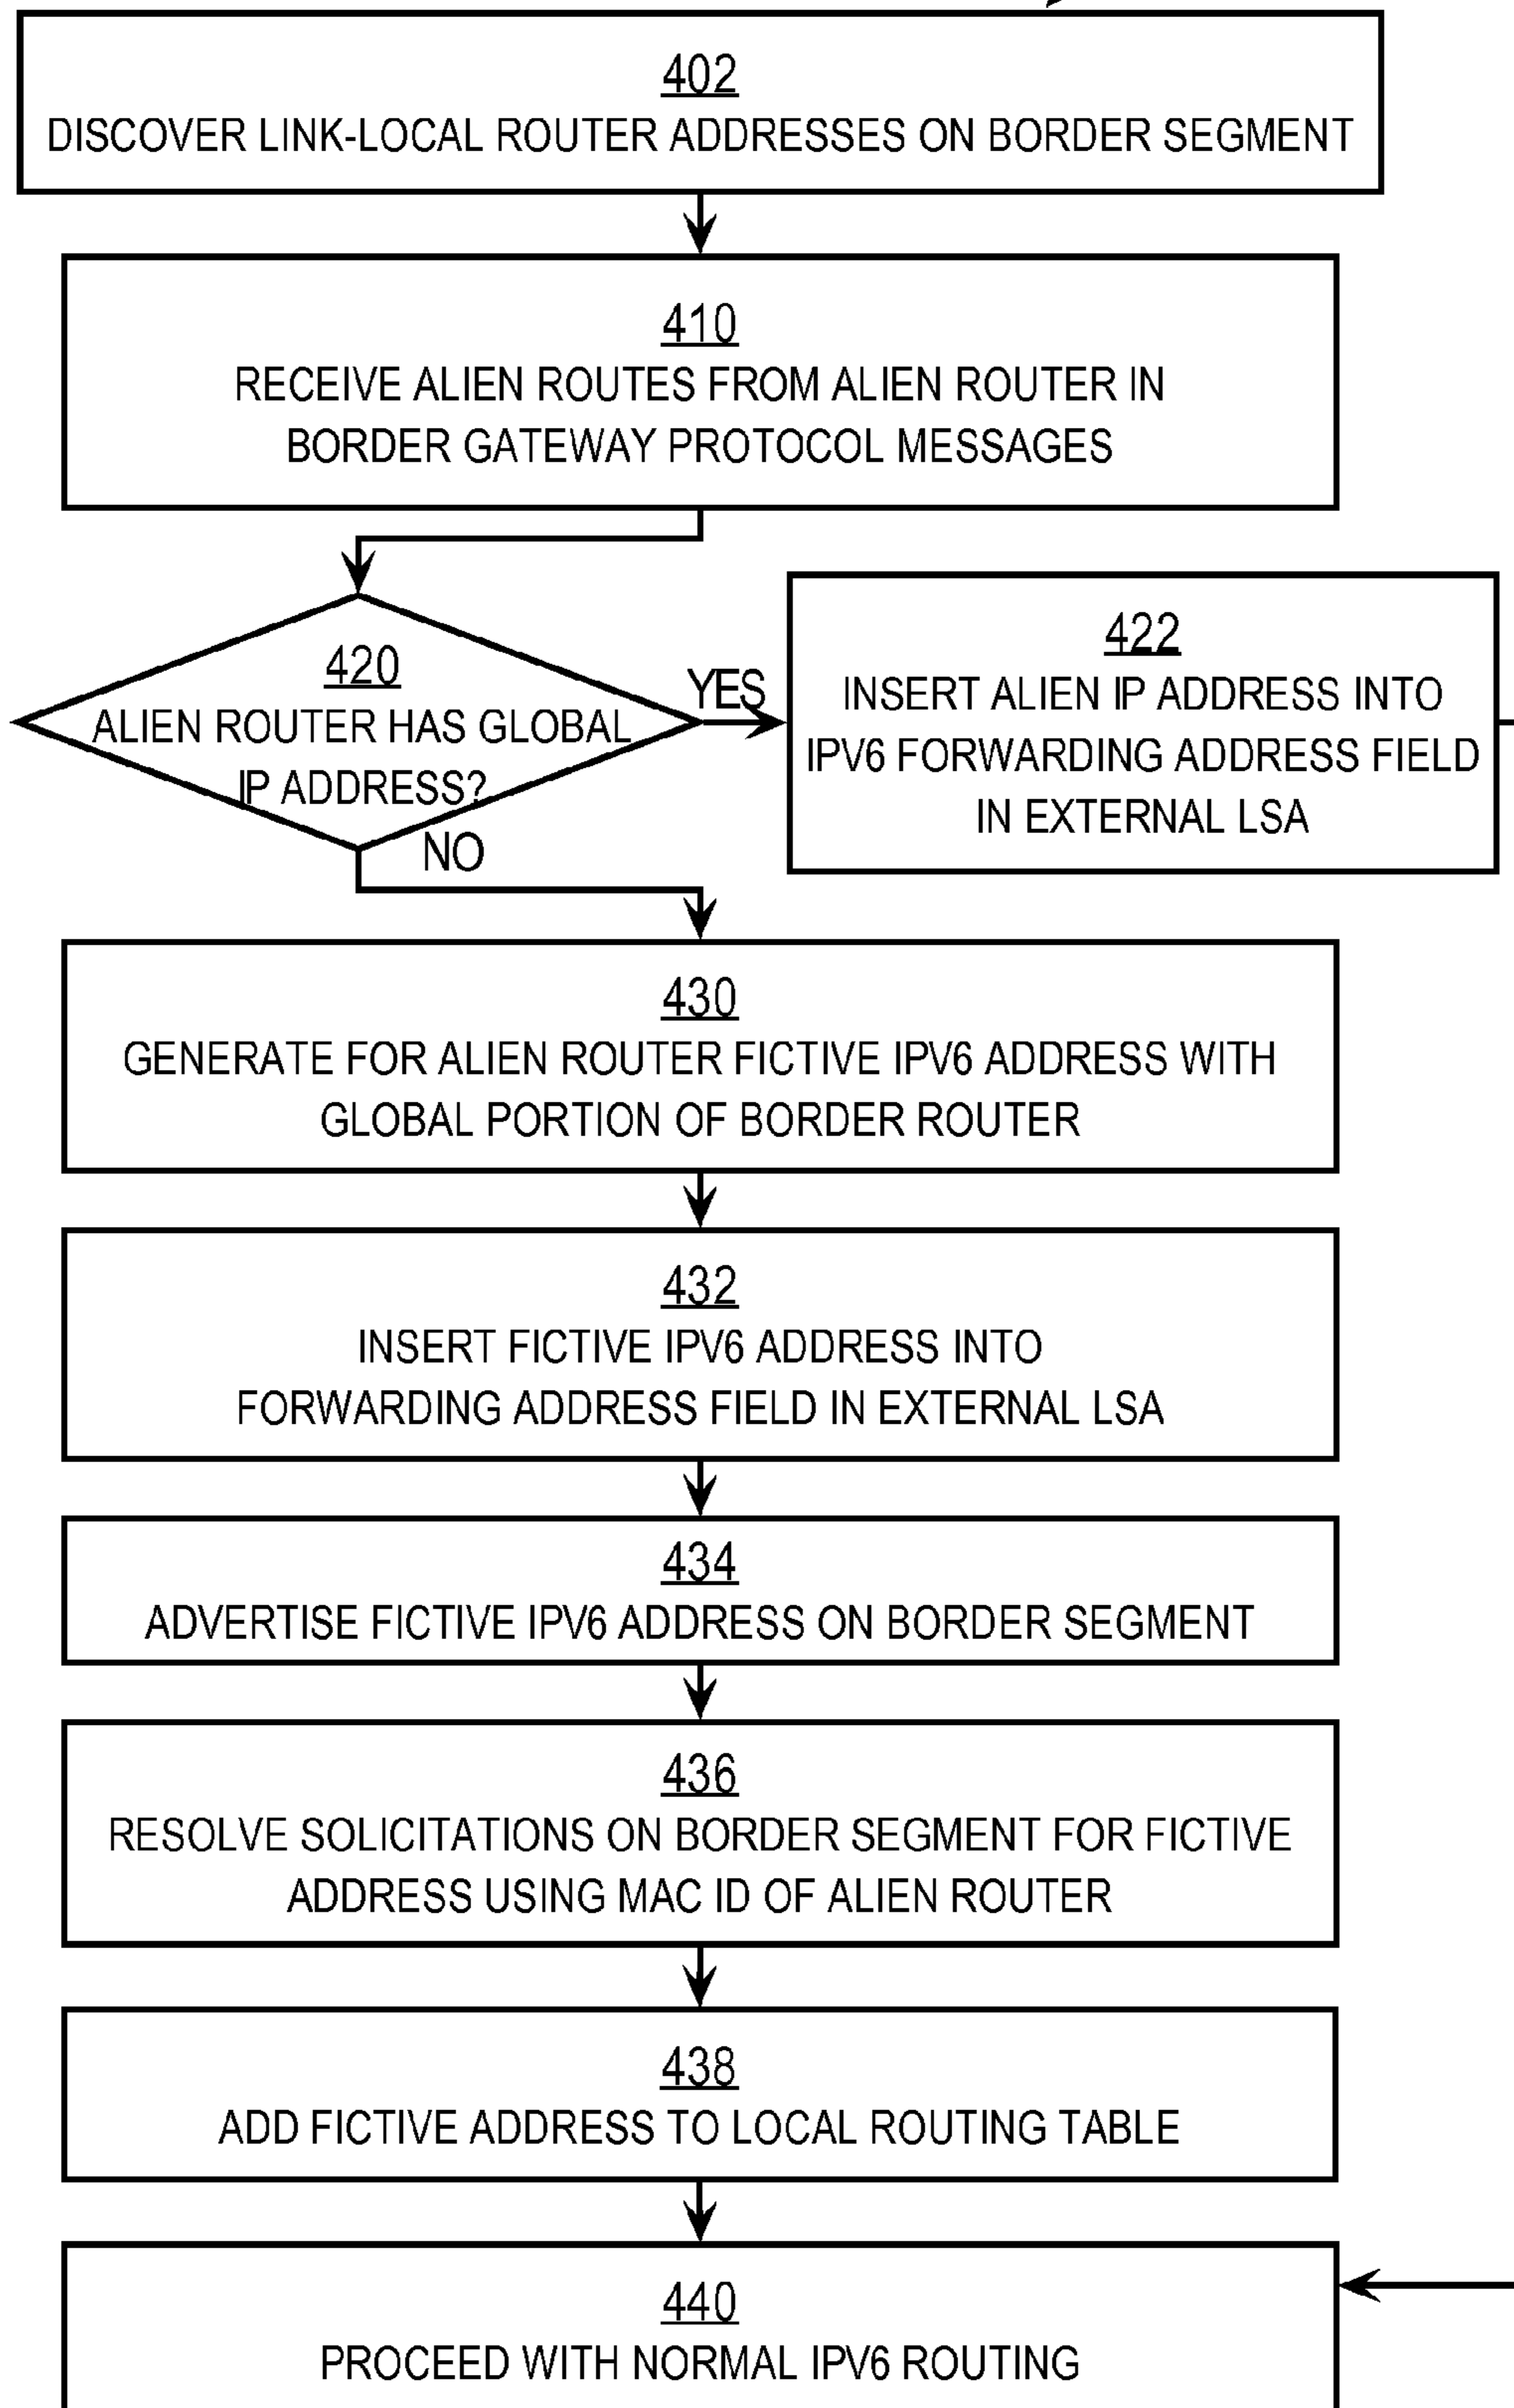 402
DISCOVER LINK-LOCAL ROUTER ADDRESSES ON BORDER SEGMENT
410
RECEIVE ALIEN ROUTES FROM ALIEN ROUTER IN
BORDER GATEWAY PROTOCOL MESSAGES
420
ALIEN ROUTER HAS GLOBAL
IP ADDRESS?
YES
422
INSERT ALIEN IP ADDRESS INTO
IPV6 FORWARDING ADDRESS FIELD
IN EXTERNAL LSA
NO
430
GENERATE FOR ALIEN ROUTER FICTIVE IPV6 ADDRESS WITH
GLOBAL PORTION OF BORDER ROUTER
432
INSERT FICTIVE IPV6 ADDRESS INTO
FORWARDING ADDRESS FIELD IN EXTERNAL LSA
434
ADVERTISE FICTIVE IPV6 ADDRESS ON BORDER SEGMENT
436
RESOLVE SOLICITATIONS ON BORDER SEGMENT FOR FICTIVE
ADDRESS USING MAC ID OF ALIEN ROUTER
438
ADD FICTIVE ADDRESS TO LOCAL ROUTING TABLE
440
PROCEED WITH NORMAL IPV6 ROUTING